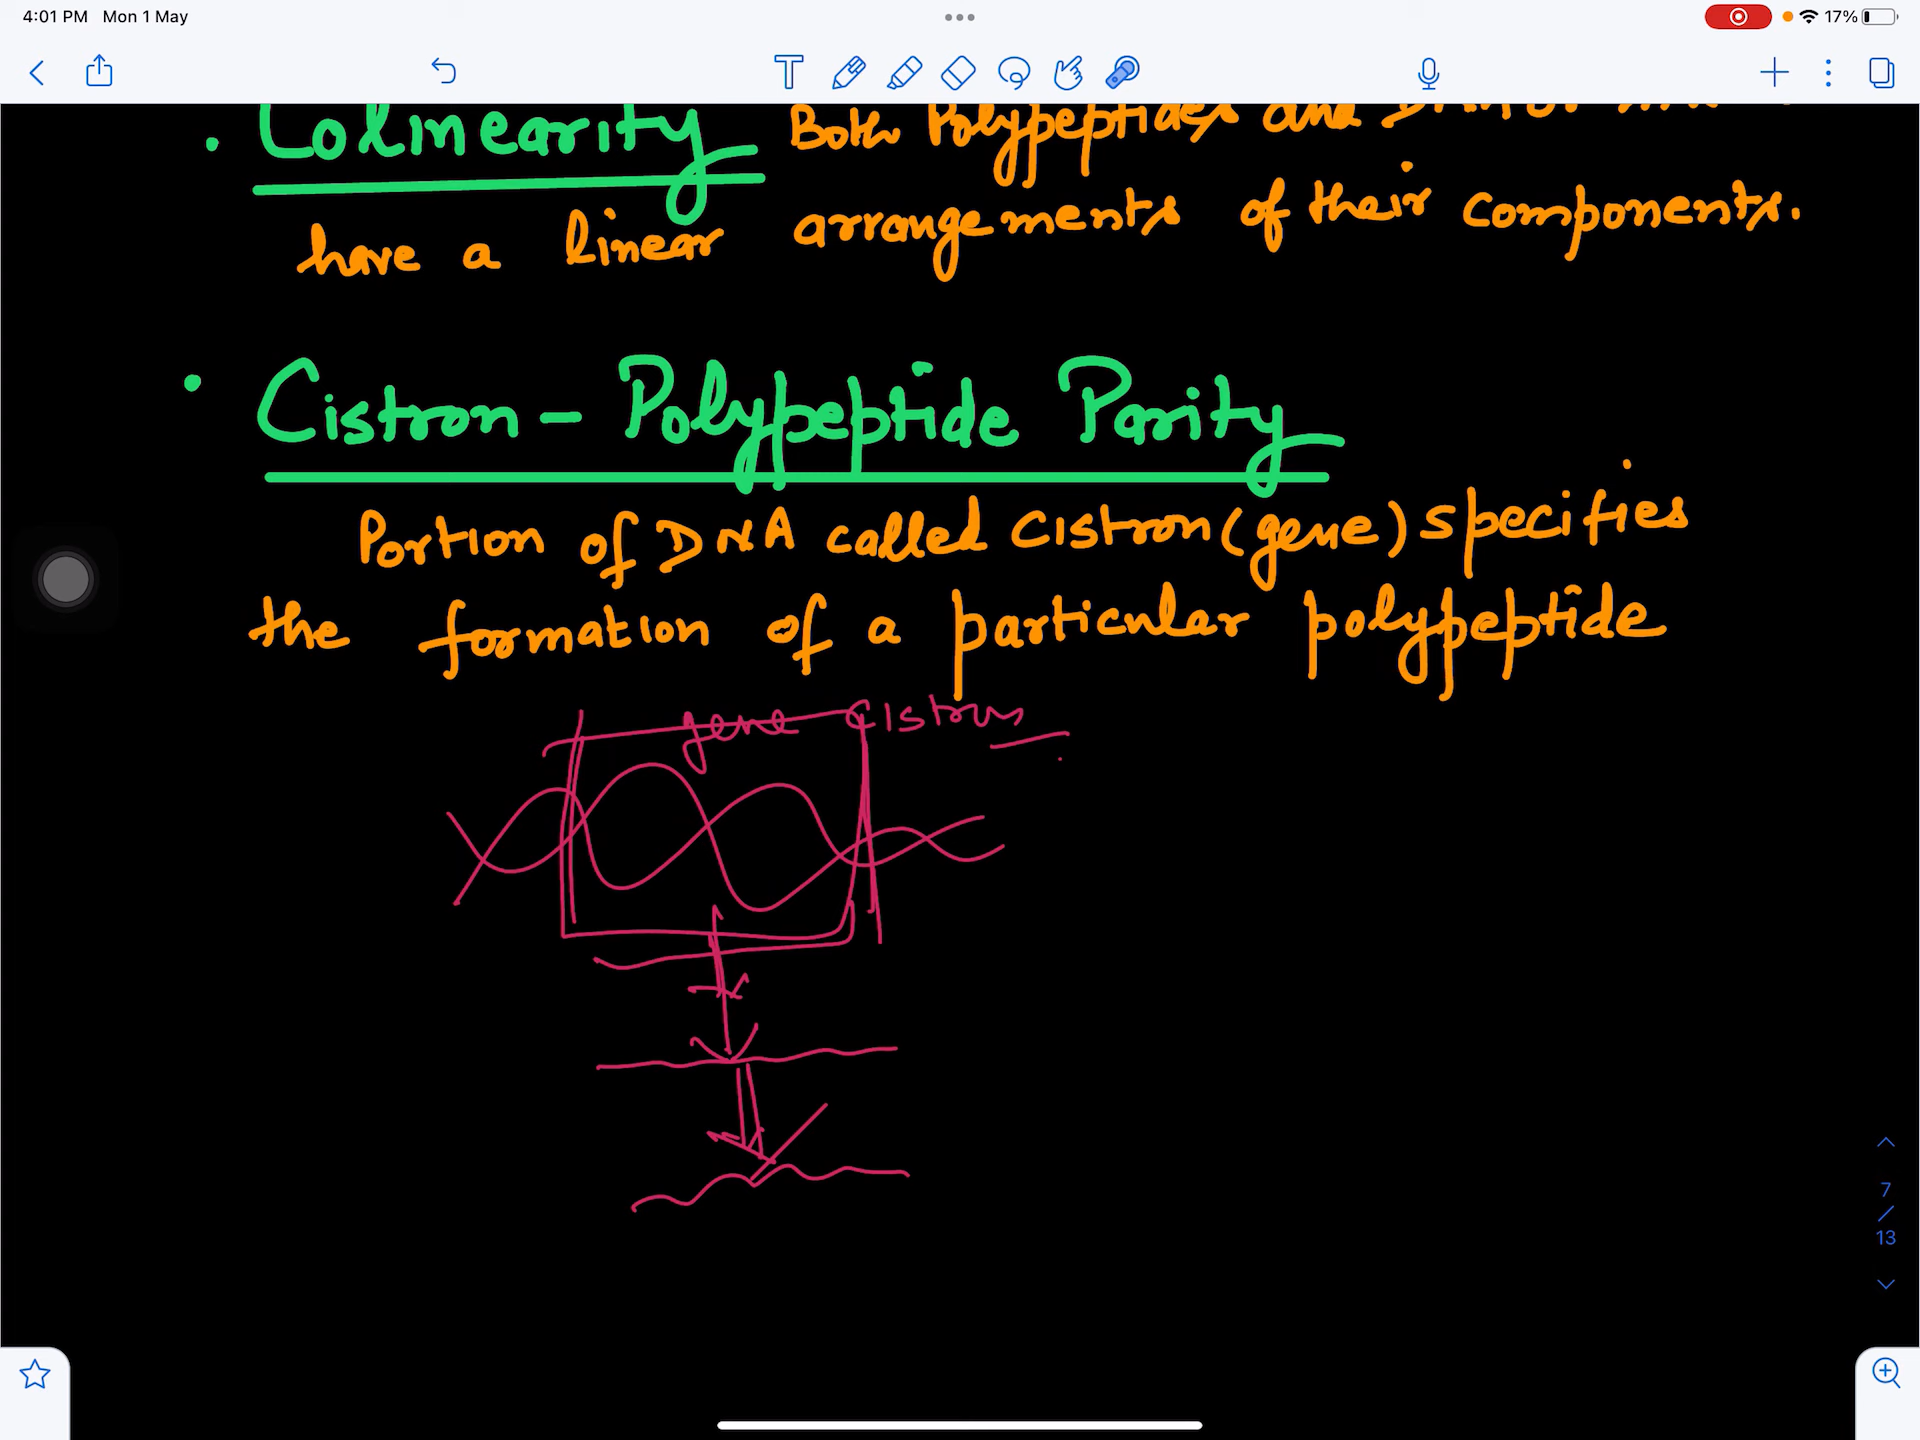 4:01 PM Mon 1 May
17%
. Colinearity Both Polypeptides and
have a linear arrangements of their components.
. Cistron - Polypeptide Parity
Portion of DNA called Cistron (gene) specifies
the formation of a particular polypeptide
gene Cistron
7
/
13